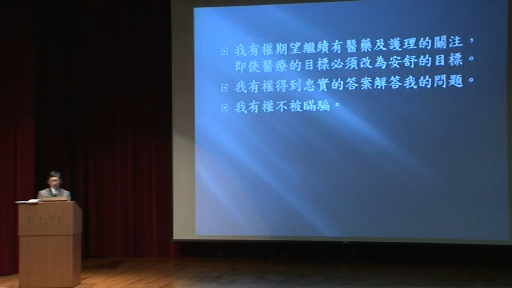 我有權期望繼續有醫藥及護理的關注，
即使醫療的目標必須改為安舒的目標。
我有權得到忠實的答案解答我的問題。
我有權不被瞞騙。